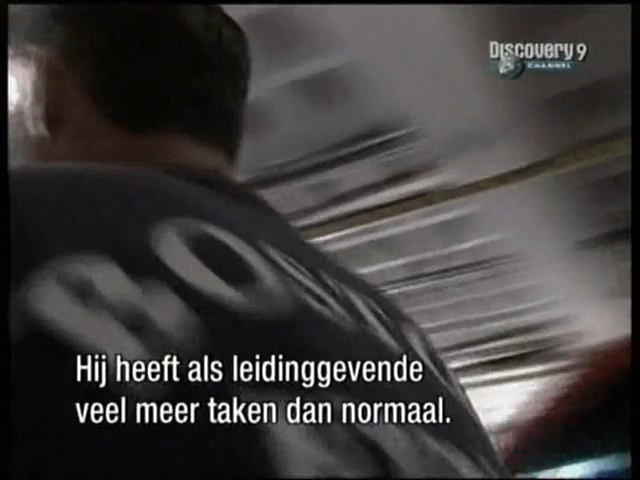 Discovery 9
CHANNEL
Hij heeft als leidinggevende
veel meer taken dan normaal.